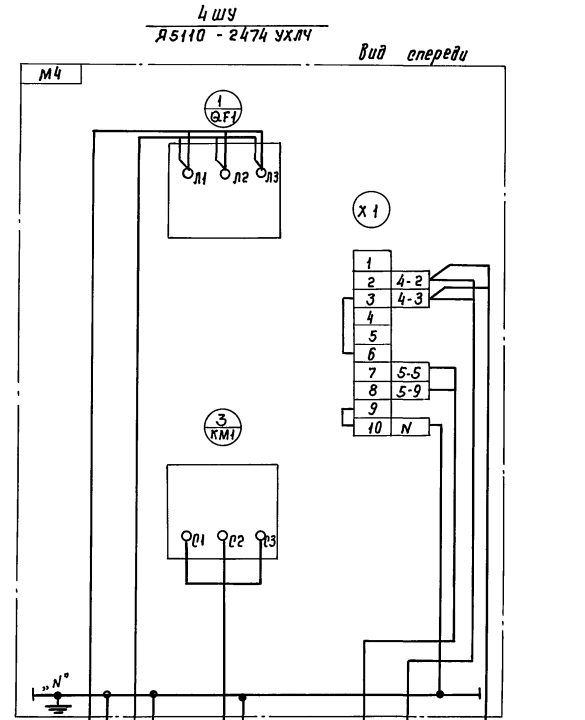 4ШУ
Я5110 - 2474 УХЛЧ
Вид спереди
М4
1
QF1
Л1 Л2 Л3
X1
1
2 4-2
3 4-3
4
5
6
7 5-5
8 5-9
9
10 N
3
КМ1
С1 С2 С3
„N"